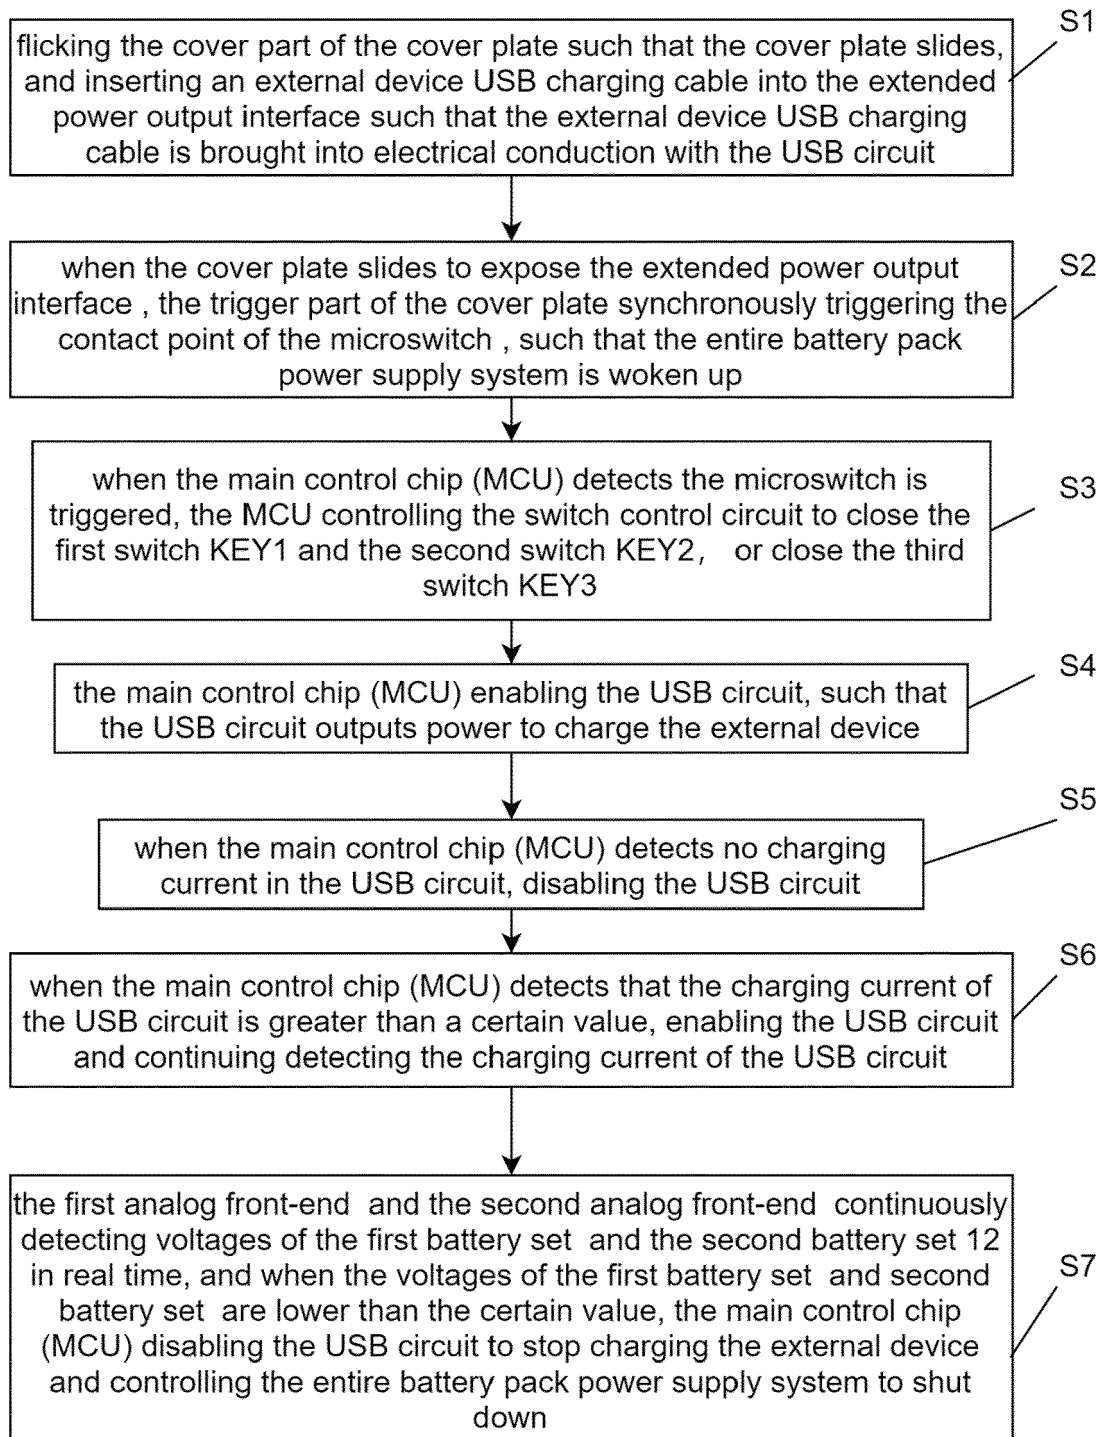 S1
flicking the cover part of the cover plate such that the cover plate slides,
and inserting an external device USB charging cable into the extended
power output interface such that the external device USB charging
cable is brought into electrical conduction with the USB circuit
S2
when the cover plate slides to expose the extended power output
interface , the trigger part of the cover plate synchronously triggering the
contact point of the microswitch , such that the entire battery pack
power supply system is woken up
S3
when the main control chip (MCU) detects the microswitch is
triggered, the MCU controlling the switch control circuit to close the
first switch KEY1 and the second switch KEY2, or close the third
switch KEY3
S4
the main control chip (MCU) enabling the USB circuit, such that
the USB circuit outputs power to charge the external device
S5
when the main control chip (MCU) detects no charging
current in the USB circuit, disabling the USB circuit
S6
when the main control chip (MCU) detects that the charging current of
the USB circuit is greater than a certain value, enabling the USB circuit
and continuing detecting the charging current of the USB circuit
S7
the first analog front-end and the second analog front-end continuously
detecting voltages of the first battery set and the second battery set 12
in real time, and when the voltages of the first battery set and second
battery set are lower than the certain value, the main control chip
(MCU) disabling the USB circuit to stop charging the external device
and controlling the entire battery pack power supply system to shut
down